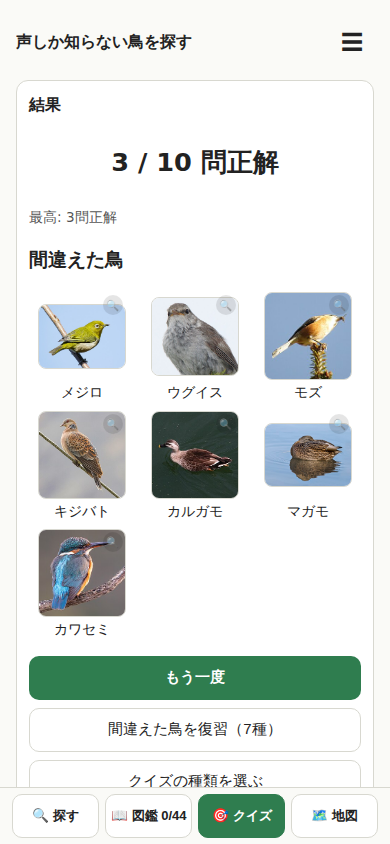 声しか知らない鳥を探す
結果
3 / 10 問正解
最高: 3問正解
間違えた鳥
メジロ
ウグイス
モズ
キジバト
カルガモ
マガモ
カワセミ
もう一度
間違えた鳥を復習（7種）
クイズの種類を選ぶ
探す
図鑑 0/44
クイズ
地図